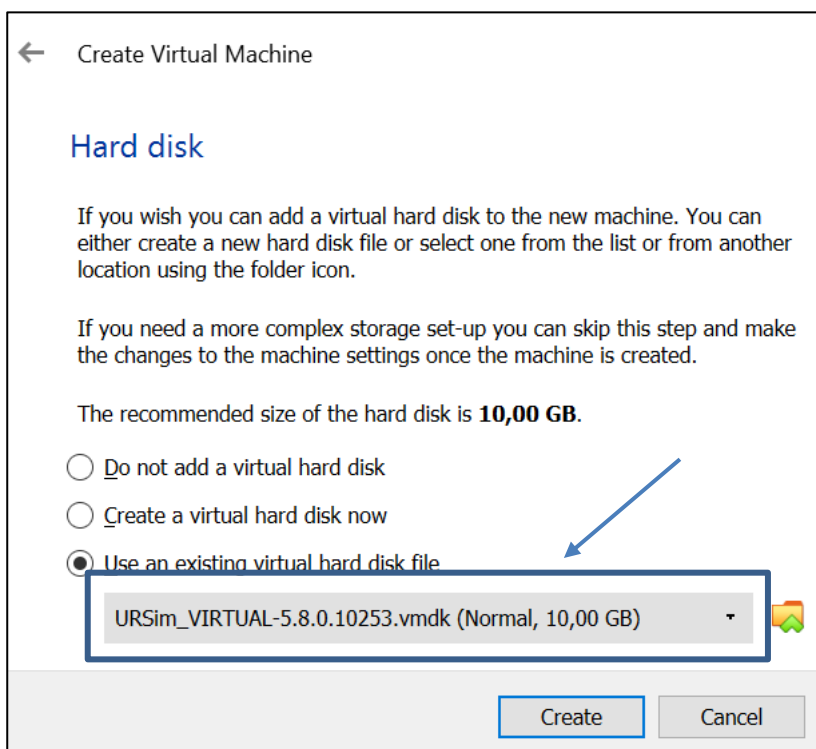 Create Virtual Machine
Hard disk
If you wish you can add a virtual hard disk to the new machine. You can
either create a new hard disk file or select one from the list or from another
location using the folder icon.
If you need a more complex storage set-up you can skip this step and make
the changes to the machine settings once the machine is created.
The recommended size of the hard disk is 10,00 GB.
Do not add a virtual hard disk
Create a virtual hard disk now
Use an existing virtual hard disk file
URSim_VIRTUAL-5.8.0.10253.vmdk (Normal, 10,00 GB)
Create Cancel